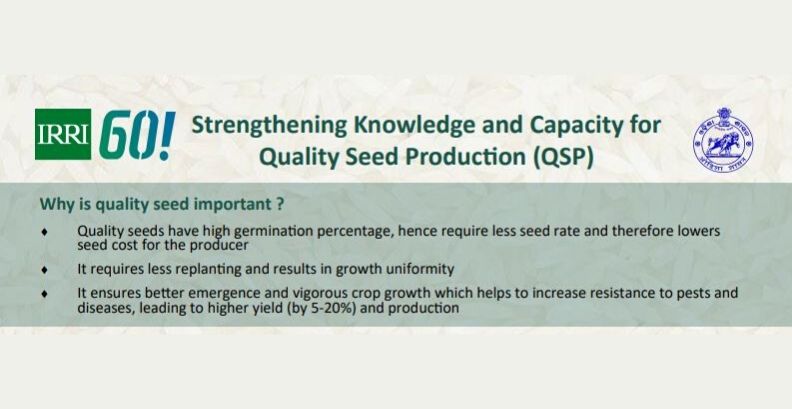 IRRI 60!
Strengthening Knowledge and Capacity for
Quality Seed Production (QSP)
Why is quality seed important ?
♦ Quality seeds have high germination percentage, hence require less seed rate and therefore lowers
seed cost for the producer
♦ It requires less replanting and results in growth uniformity
♦ It ensures better emergence and vigorous crop growth which helps to increase resistance to pests and
diseases, leading to higher yield (by 5-20%) and production